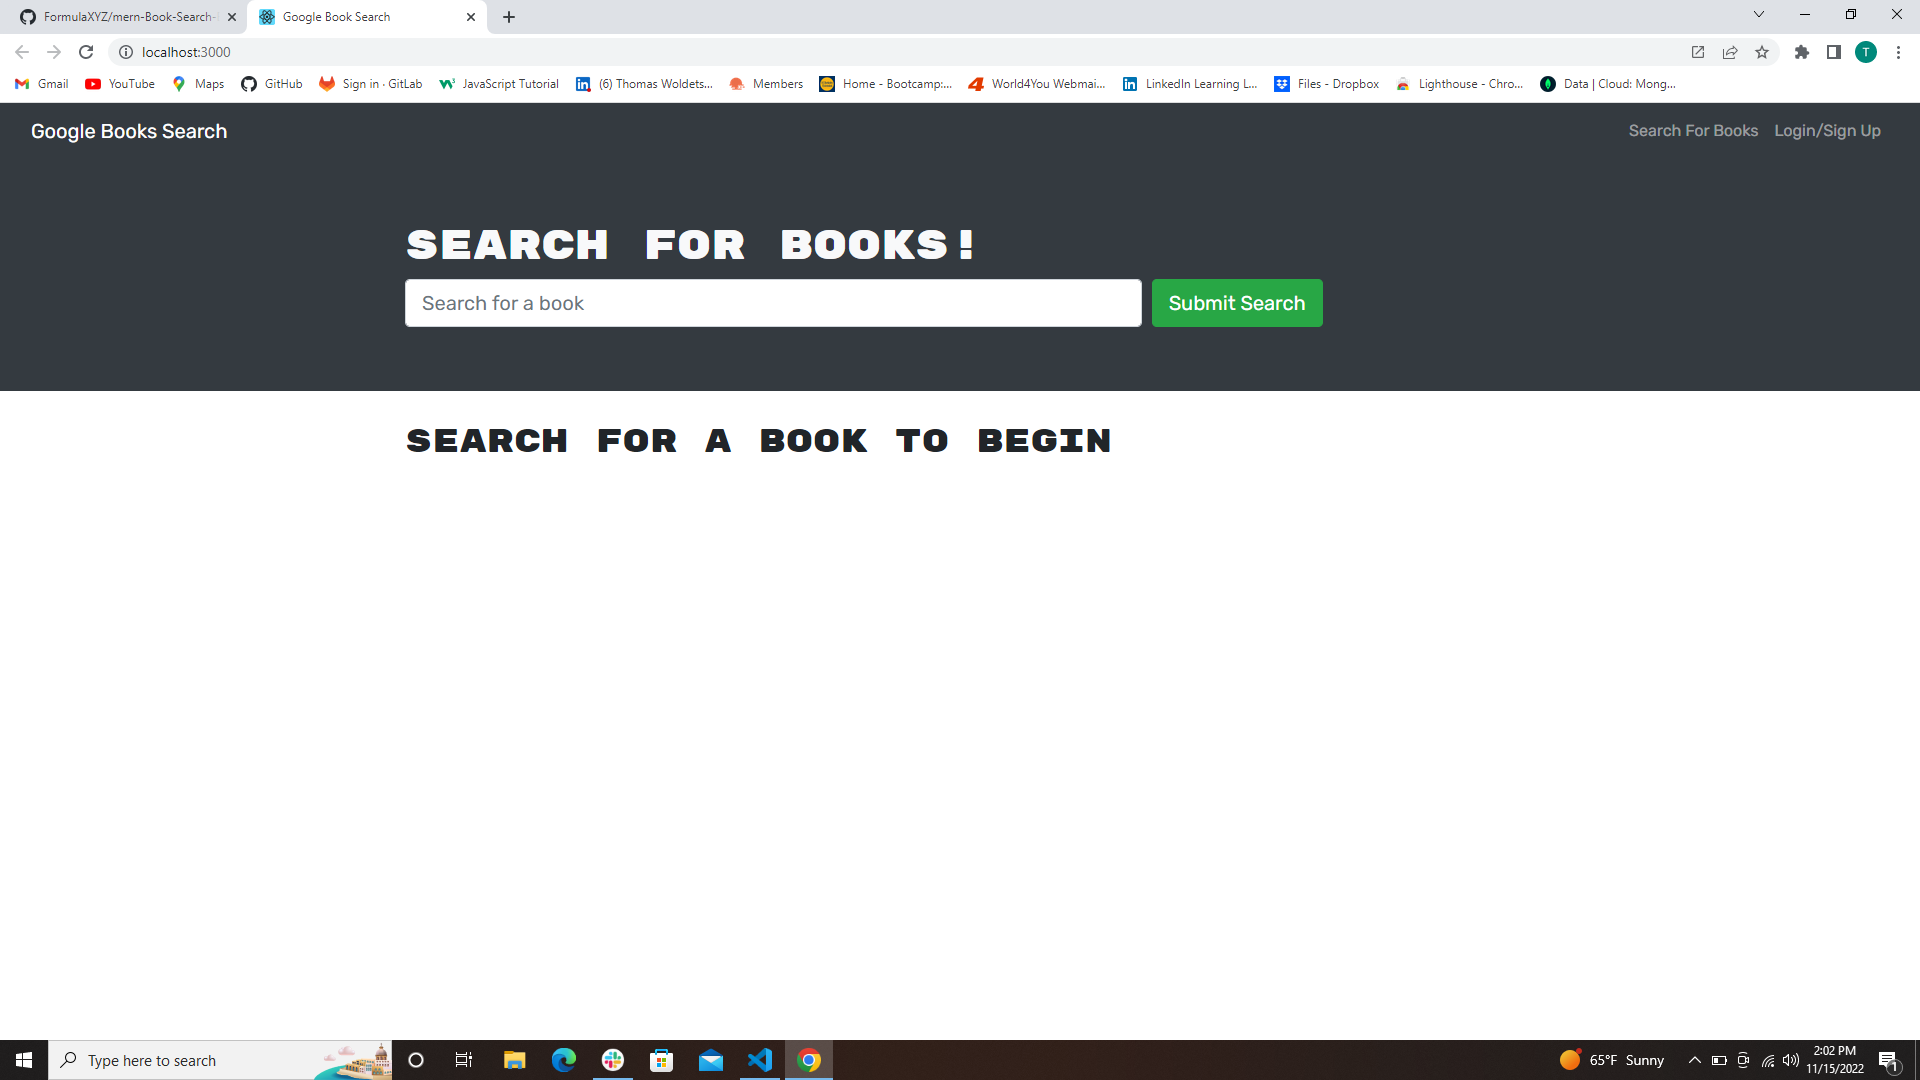 FormulaXYZ/mern-Book-Search-
Google Book Search
localhost:3000
Gmail
YouTube
Maps
GitHub
Sign in · GitLab
JavaScript Tutorial
(6) Thomas Woldets...
Members
Home - Bootcamp:...
World4You Webmai...
LinkedIn Learning L...
Files - Dropbox
Lighthouse - Chro...
Data | Cloud: Mong...
T
Google Books Search
Search For Books
Login/Sign Up
SEARCH FOR BOOKS!
Search for a book
Submit Search
SEARCH FOR A BOOK TO BEGIN
Type here to search
65°F Sunny
2:02 PM
11/15/2022
1